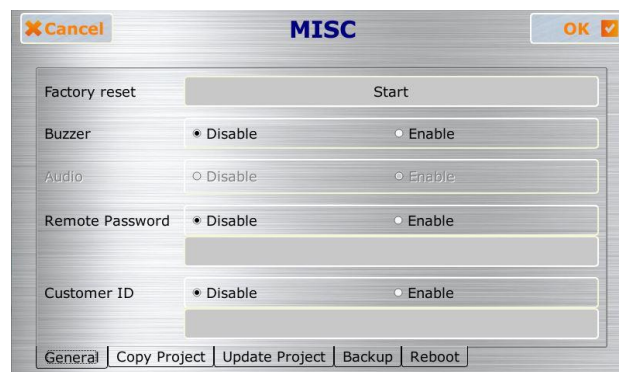 Cancel MISC OK
Factory reset Start
Buzzer Disable Enable
Audio Disable Enable
Remote Password Disable Enable
Customer ID Disable Enable
General Copy Project Update Project Backup Reboot